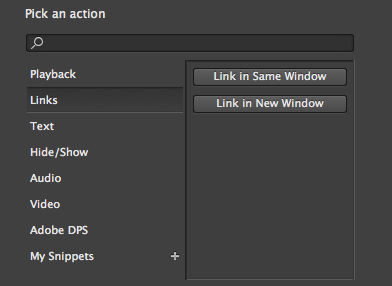 Pick an action
Playback
Links
Text
Hide/Show
Audio
Video
Adobe DPS
My Snippets +
Link in Same Window
Link in New Window